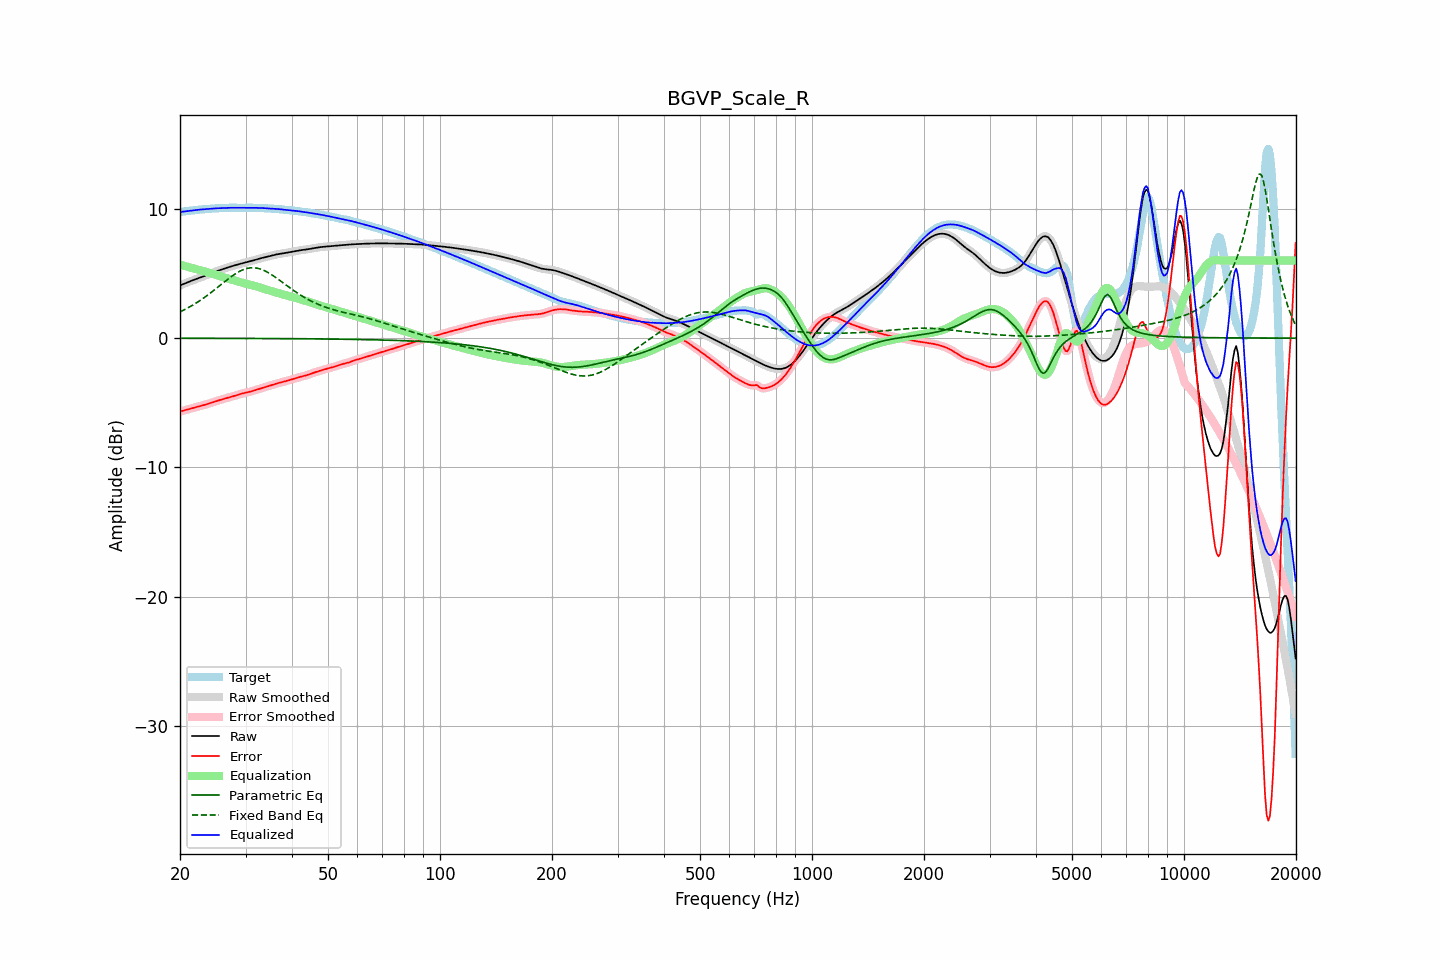 BGVP_Scale_R
10
0
−10
−20
−30
Amplitude (dBr)
Target
Raw Smoothed
Error Smoothed
Raw
Error
Equalization
Parametric Eq
Fixed Band Eq
Equalized
20 50 100 200 500 1000 2000 5000 10000 20000
Frequency (Hz)